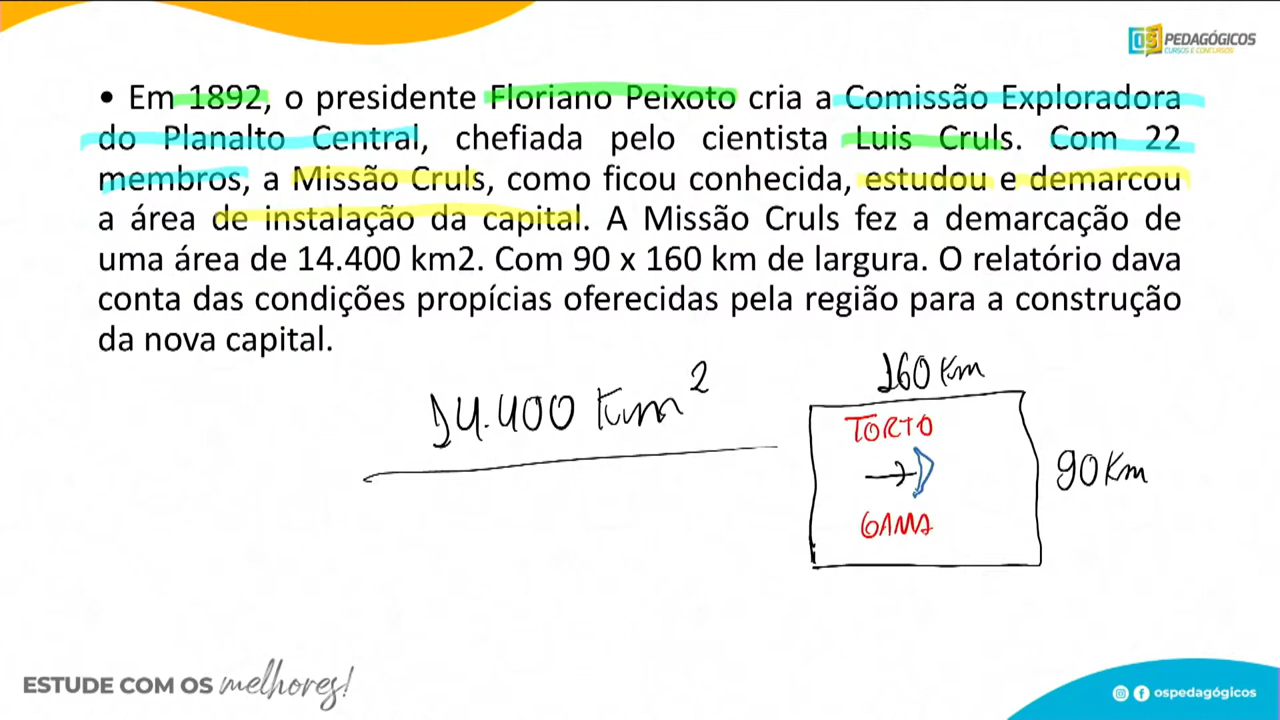 OS PEDAGÓGICOS
CURSOS E CONCURSOS
• Em 1892, o presidente Floriano Peixoto cria a Comissão Exploradora
do Planalto Central, chefiada pelo cientista Luis Cruls. Com 22
membros, a Missão Cruls, como ficou conhecida, estudou e demarcou
a área de instalação da capital. A Missão Cruls fez a demarcação de
uma área de 14.400 km2. Com 90 x 160 km de largura. O relatório dava
conta das condições propícias oferecidas pela região para a construção
da nova capital.
160 Km
14.400 Km²
TORTO
90 Km
GAMA
ESTUDE COM OS melhores!
ospedagógicos